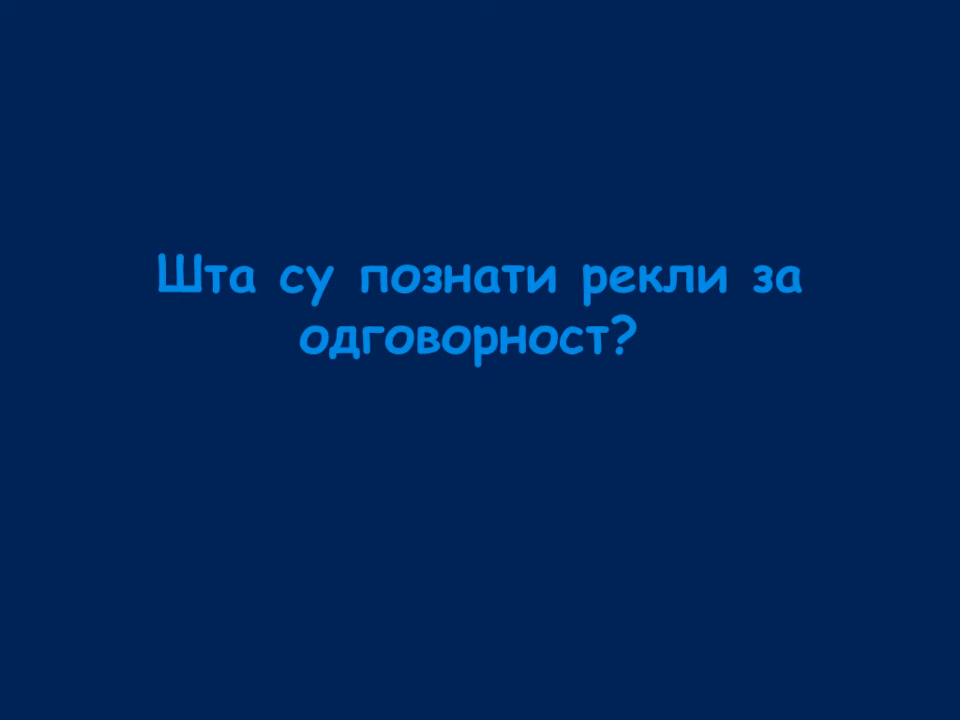 Шта су познати рекли за
одговорност?